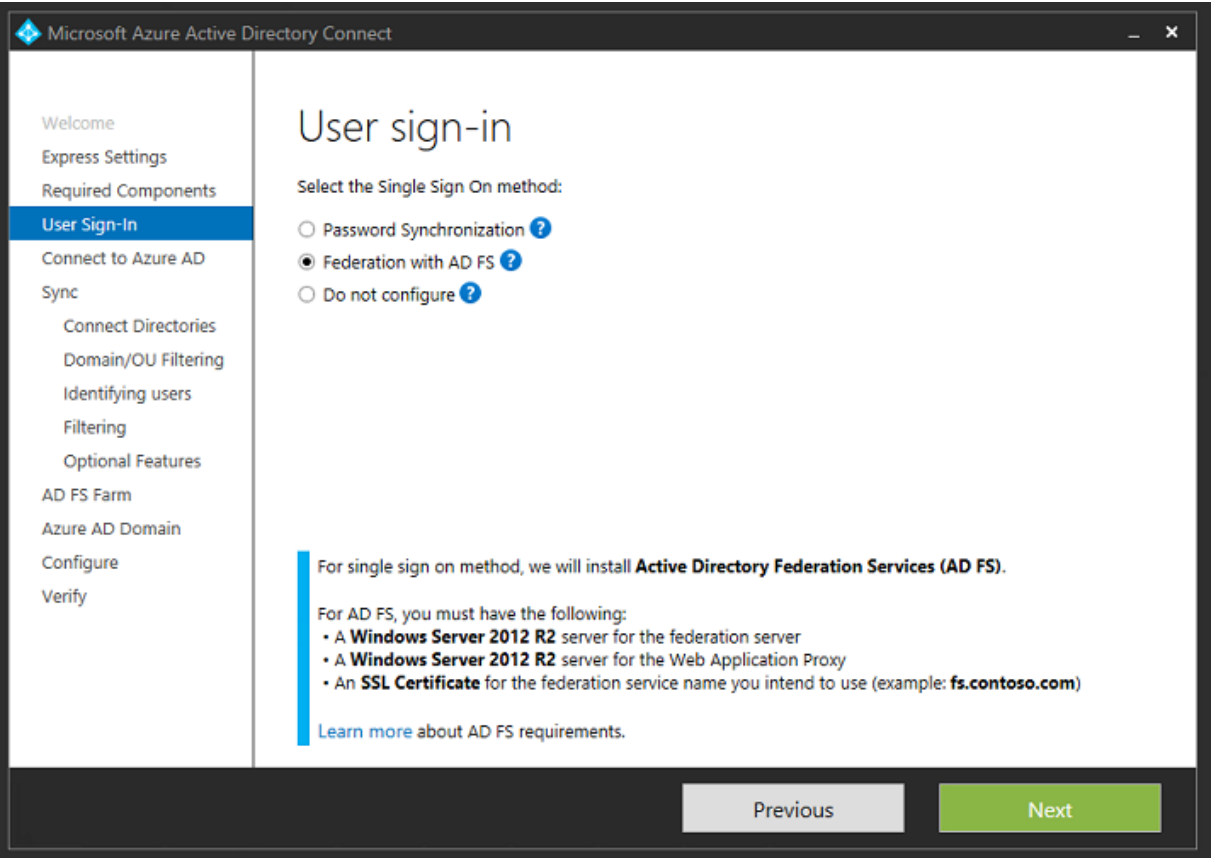 Microsoft Azure Active Directory Connect
Welcome
Express Settings
Required Components
User Sign-In
Connect to Azure AD
Sync
Connect Directories
Domain/OU Filtering
Identifying users
Filtering
Optional Features
AD FS Farm
Azure AD Domain
Configure
Verify
User sign-in
Select the Single Sign On method:
Password Synchronization ?
Federation with AD FS ?
Do not configure ?
For single sign on method, we will install Active Directory Federation Services (AD FS).
For AD FS, you must have the following:
• A Windows Server 2012 R2 server for the federation server
• A Windows Server 2012 R2 server for the Web Application Proxy
• An SSL Certificate for the federation service name you intend to use (example: fs.contoso.com)
Learn more about AD FS requirements.
Previous
Next